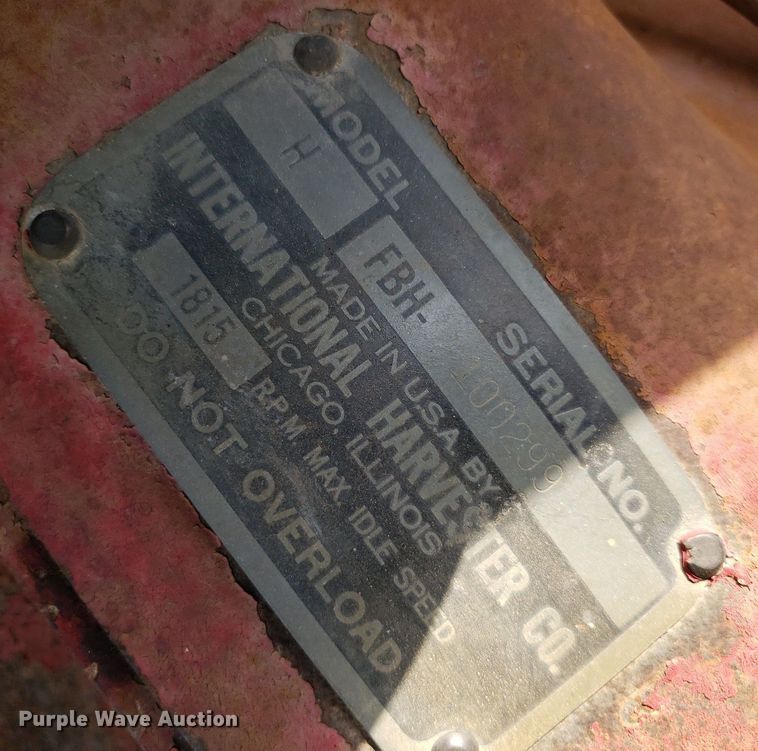 MODEL SERIAL NO.
H FBH- 100299
MADE IN U.S.A. BY
INTERNATIONAL HARVESTER CO.
CHICAGO, ILLINOIS
1815 R.P.M MAX IDLE SPEED
DO NOT OVERLOAD
Purple Wave Auction